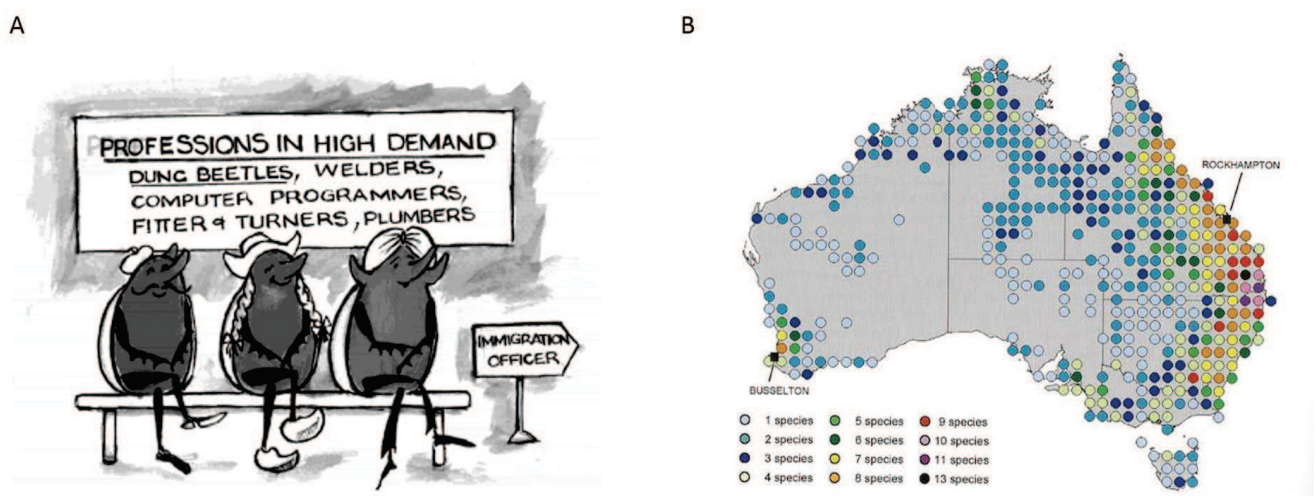 A
PROFESSIONS IN HIGH DEMAND
DUNG BEETLES, WELDERS,
COMPUTER PROGRAMMERS,
FITTER & TURNERS, PLUMBERS
IMMIGRATION
OFFICER
B
ROCKHAMPTON
BUSSELTON
1 species
2 species
3 species
4 species
5 species
6 species
7 species
8 species
9 species
10 species
11 species
13 species